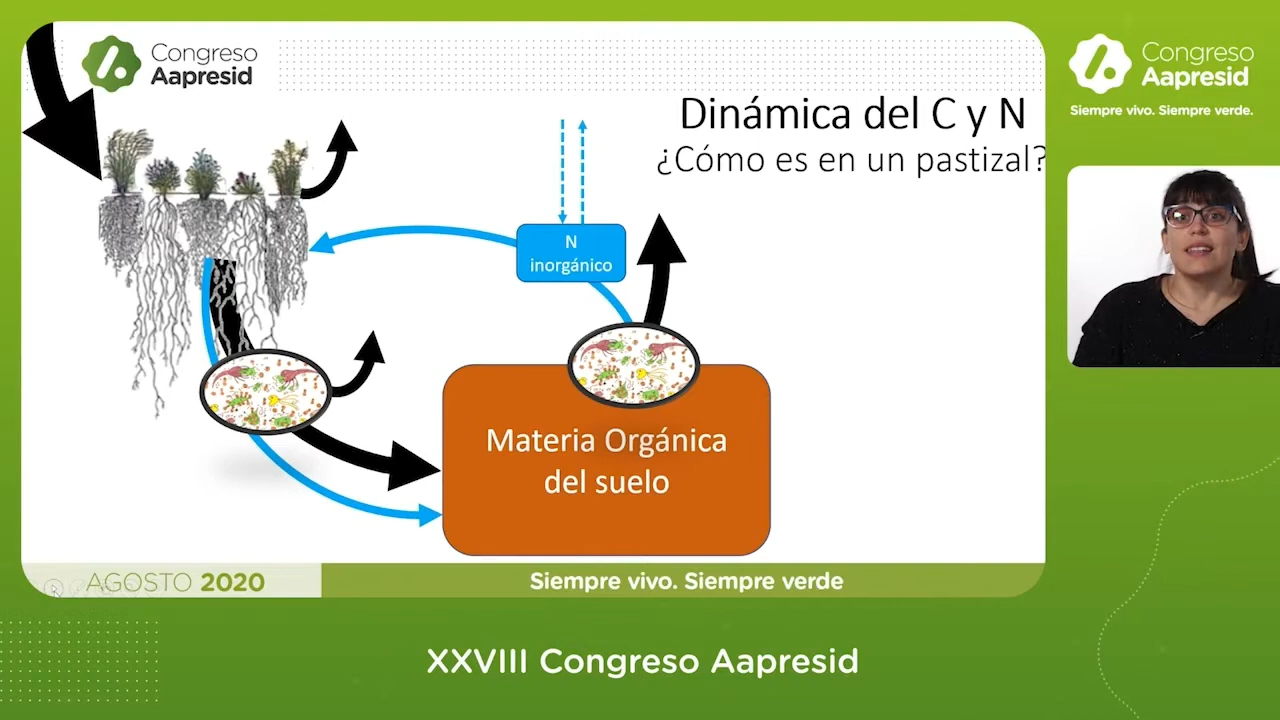 Congreso
Aapresid
Dinámica del C y N
¿Cómo es en un pastizal?
N
inorgánico
Materia Orgánica
del suelo
AGOSTO 2020
Siempre vivo. Siempre verde
Congreso
Aapresid
Siempre vivo. Siempre verde.
XXVIII Congreso Aapresid